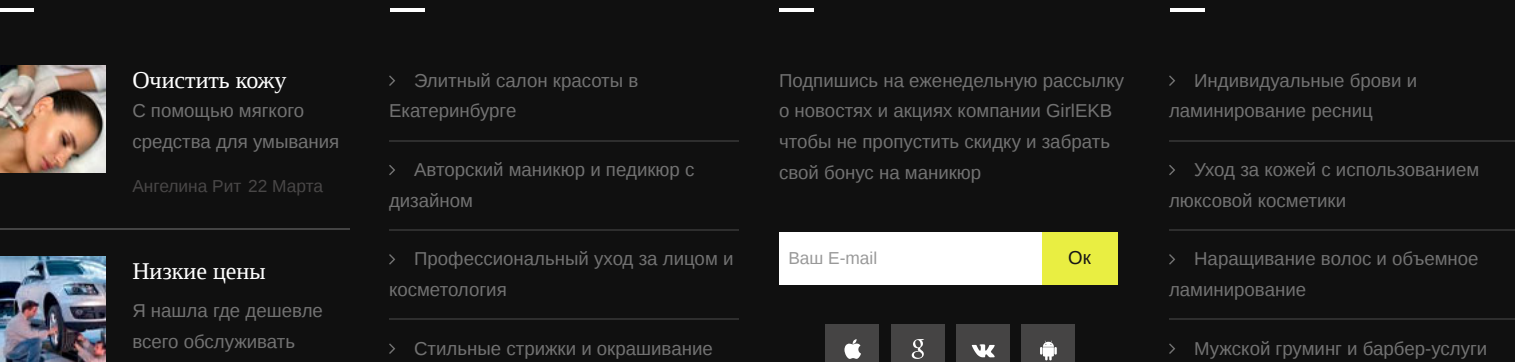 Очистить кожу
С помощью мягкого
средства для умывания
Ангелина Рит 22 Марта
Низкие цены
Я нашла где дешевле
всего обслуживать
Элитный салон красоты в
Екатеринбурге
Авторский маникюр и педикюр с
дизайном
Профессиональный уход за лицом и
косметология
Стильные стрижки и окрашивание
Подпишись на еженедельную рассылку
о новостях и акциях компании GirlEKB
чтобы не пропустить скидку и забрать
свой бонус на маникюр
Ваш E-mail
Ок
Индивидуальные брови и
ламинирование ресниц
Уход за кожей с использованием
люксовой косметики
Наращивание волос и объемное
ламинирование
Мужской груминг и барбер-услуги